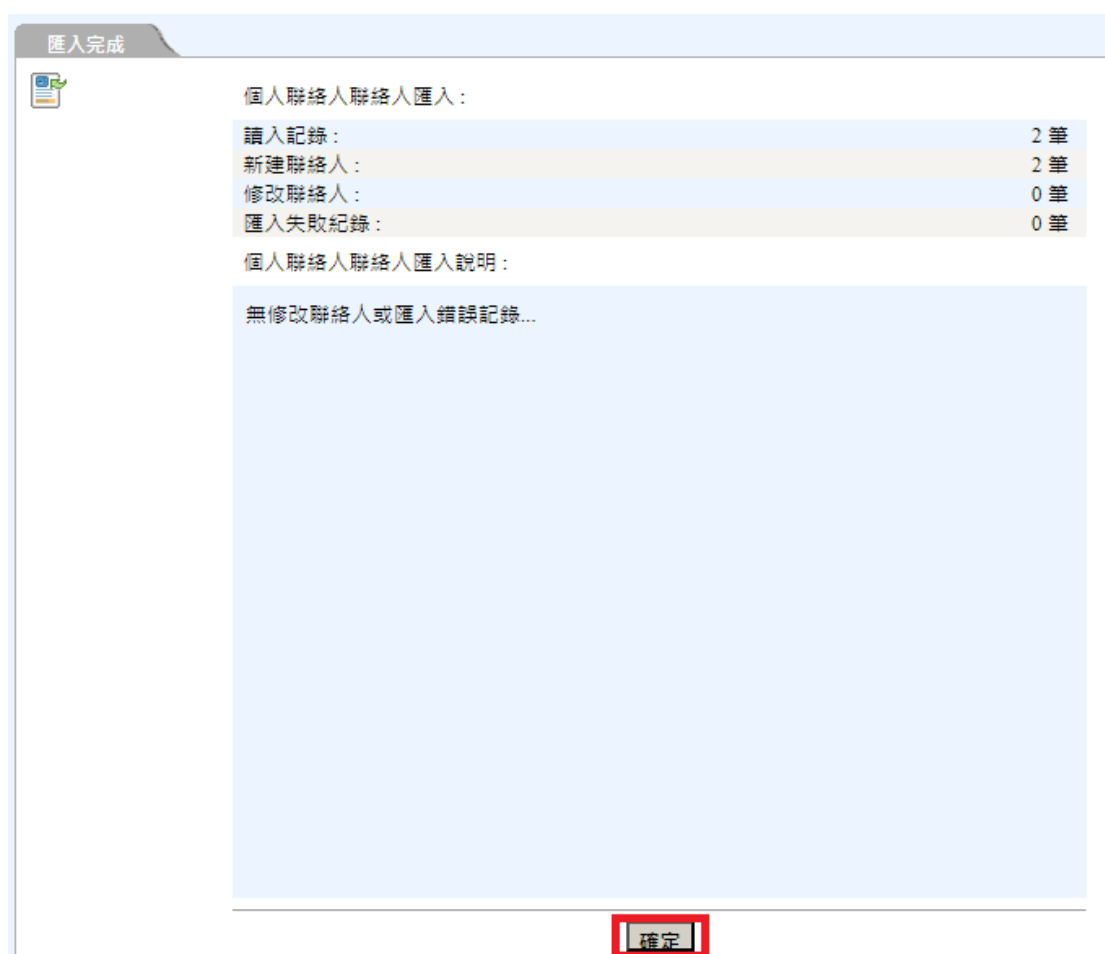 匯入完成
個人聯絡人聯絡人匯入 :
讀入記錄 : 2 筆
新建聯絡人 : 2 筆
修改聯絡人 : 0 筆
匯入失敗紀錄 : 0 筆
個人聯絡人聯絡人匯入說明 :
無修改聯絡人或匯入錯誤記錄...
確定